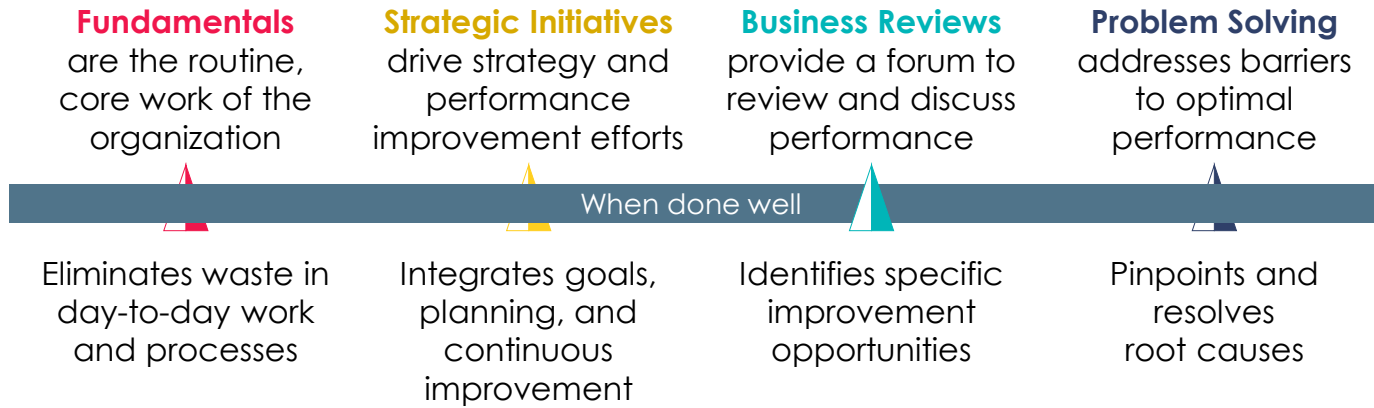 Fundamentals
are the routine,
core work of the
organization
Strategic Initiatives
drive strategy and
performance
improvement efforts
Business Reviews
provide a forum to
review and discuss
performance
Problem Solving
addresses barriers
to optimal
performance
When done well
Eliminates waste in
day-to-day work
and processes
Integrates goals,
planning, and
continuous
improvement
Identifies specific
improvement
opportunities
Pinpoints and
resolves
root causes